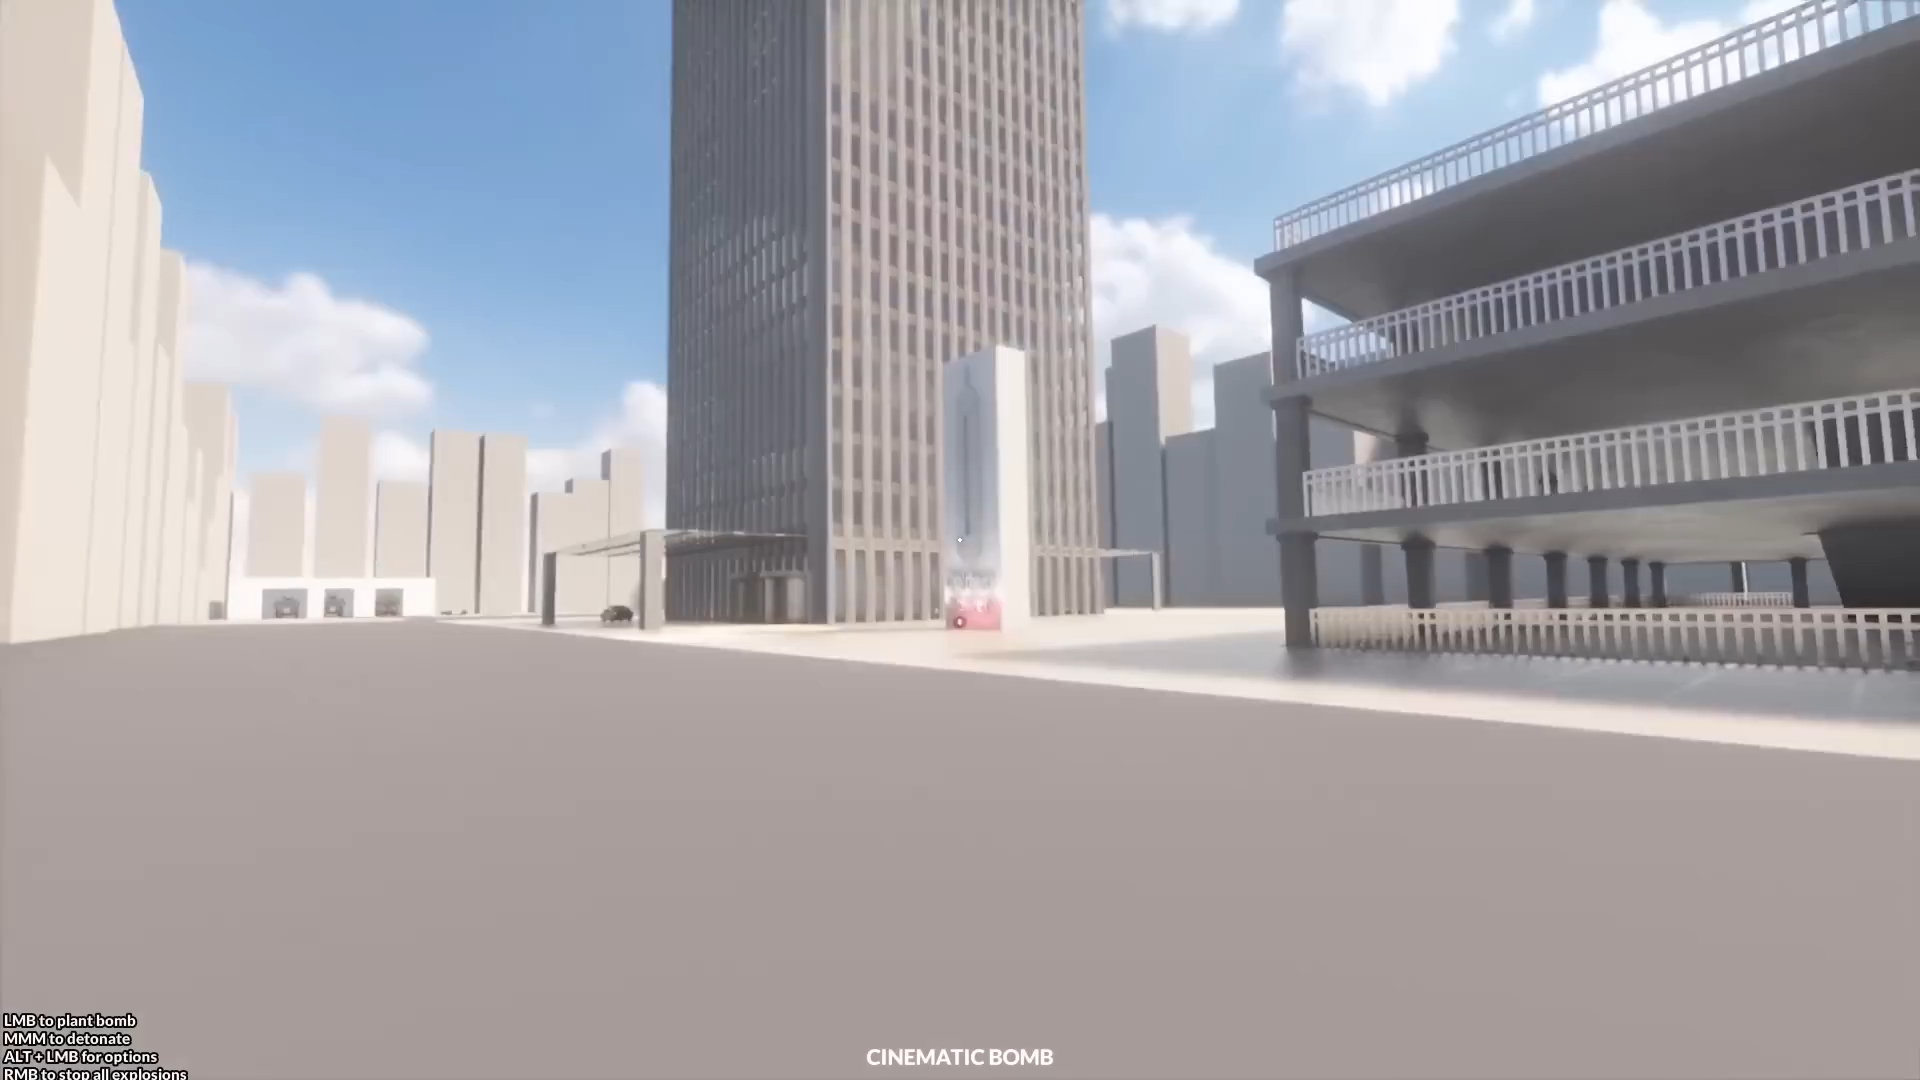 LMB to plant bomb
MMM to detonate
ALT + LMB for options
RMB to stop all explosions
CINEMATIC BOMB